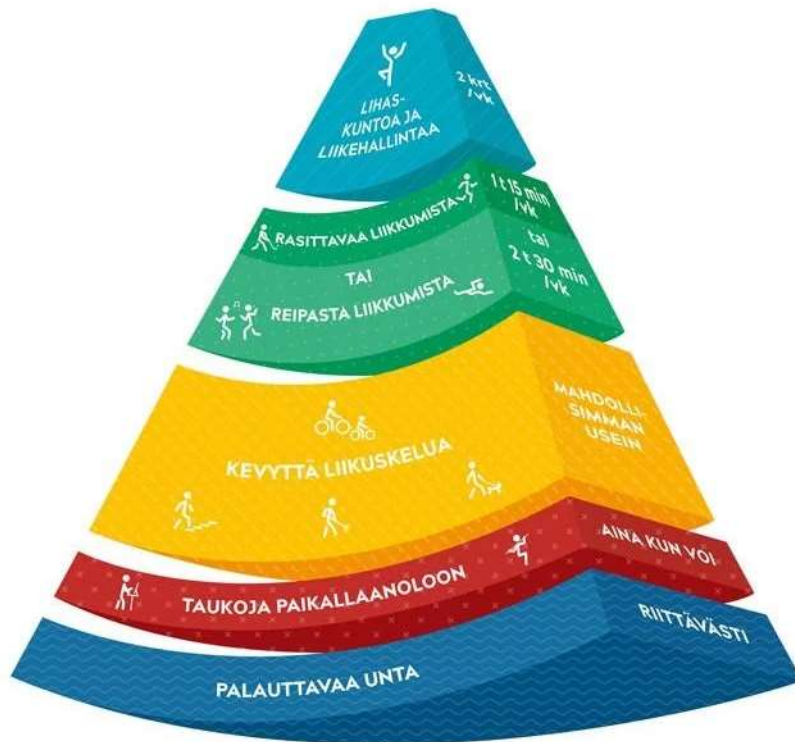 LIHAS-
KUNTOA JA
LIIKEHALLINTAA
2 krt
/vk
RASITTAVAA LIIKKUMISTA
1 t 15 min
/vk
TAI
REIPASTA LIIKKUMISTA
tai
2 t 30 min
/vk
KEVYTTÄ LIIKUSKELUA
MAHDOLLI-
SIMMAN
USEIN
TAUKOJA PAIKALLAANOLOON
AINA KUN VOI
PALAUTTAVAA UNTA
RIITTÄVÄSTI